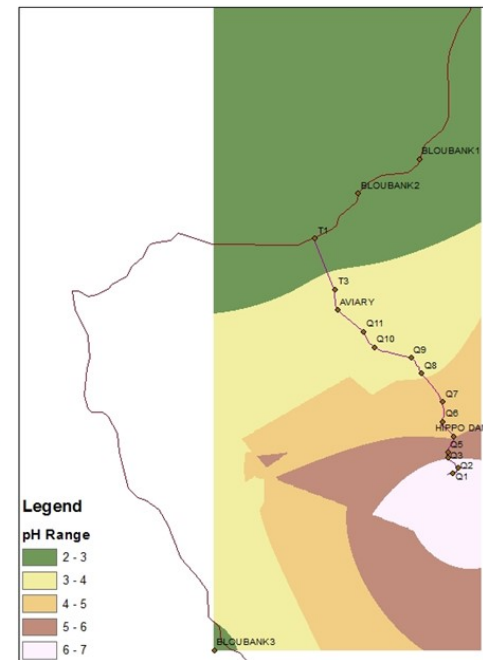 BLOUBANK1
BLOUBANK2
T1
T3
AVIARY
Q11
Q10
Q9
Q8
Q7
Q6
HIPPO DAM
Q5
Q3
Q2
Q1
Legend
pH Range
2 - 3
3 - 4
4 - 5
5 - 6
6 - 7
BLOUBANK3